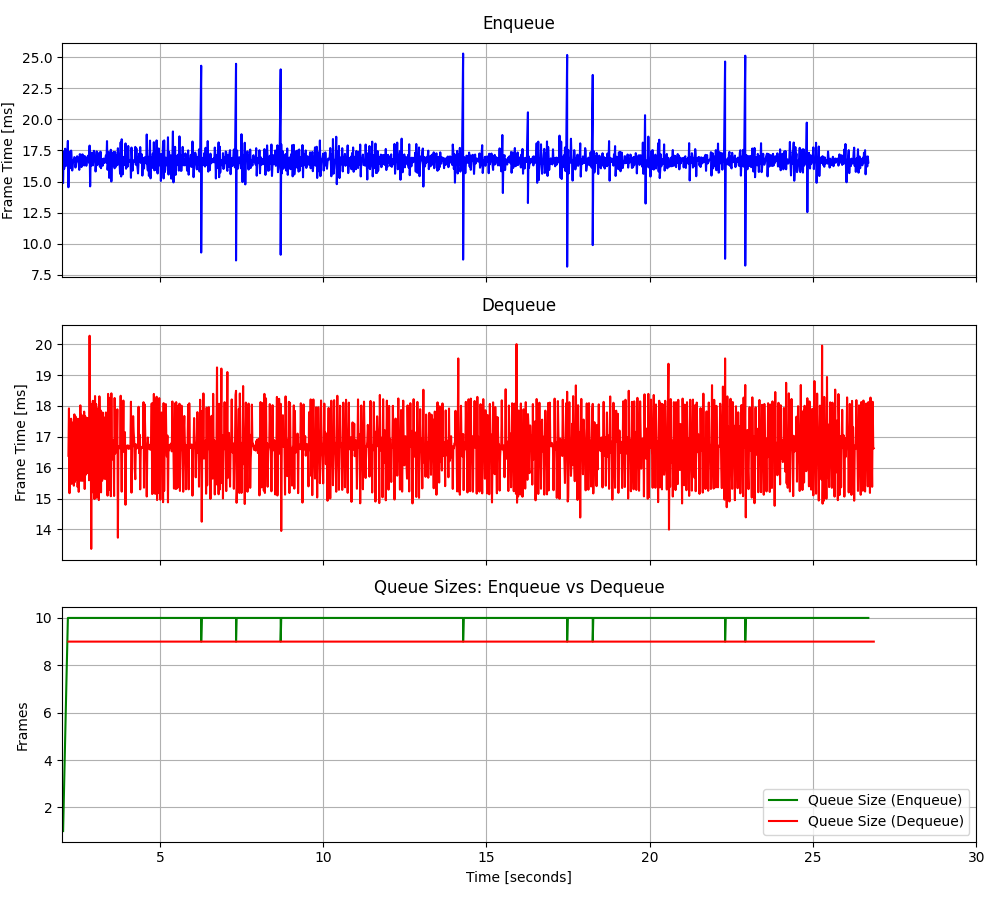 Enqueue
Frame Time [ms]
25.0
22.5
20.0
17.5
15.0
12.5
10.0
7.5
Dequeue
Frame Time [ms]
20
19
18
17
16
15
14
Queue Sizes: Enqueue vs Dequeue
Frames
10
8
6
4
2
Queue Size (Enqueue)
Queue Size (Dequeue)
5 10 15 20 25 30
Time [seconds]